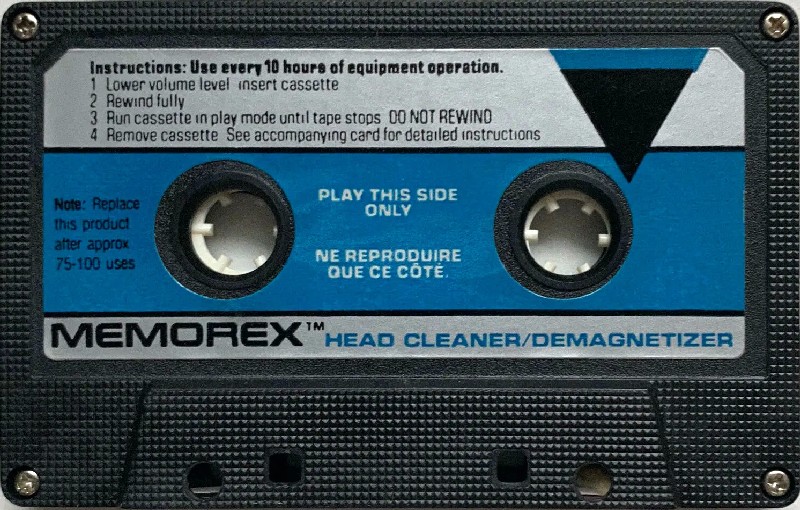 Instructions: Use every 10 hours of equipment operation.
1 Lower volume level insert cassette
2 Rewind fully
3 Run cassette in play mode until tape stops DO NOT REWIND
4 Remove cassette See accompanying card for detailed instructions
Note: Replace
this product
after approx
75-100 uses
PLAY THIS SIDE
ONLY
NE REPRODUIRE
QUE CE CÔTÉ.
MEMOREX™
HEAD CLEANER/DEMAGNETIZER